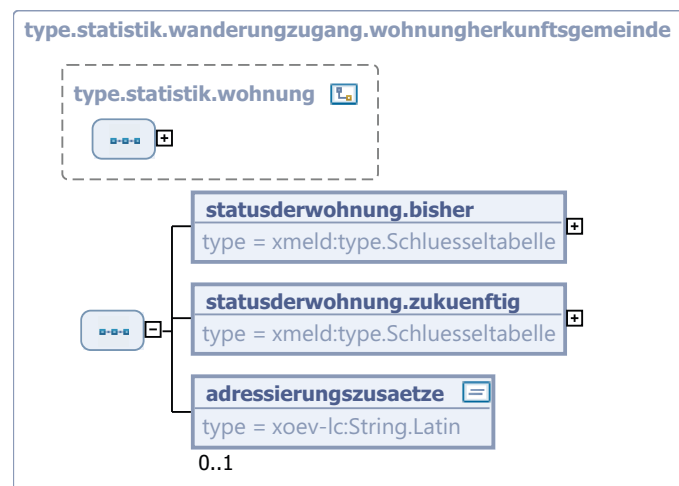 type.statistik.wanderungzugang.wohnungherkunftsgemeinde
type.statistik.wohnung
statusderwohnung.bisher
type = xmeld:type.Schluesseltabelle
statusderwohnung.zukuenftig
type = xmeld:type.Schluesseltabelle
adressierungszusaetze
type = xoev-lc:String.Latin
0..1